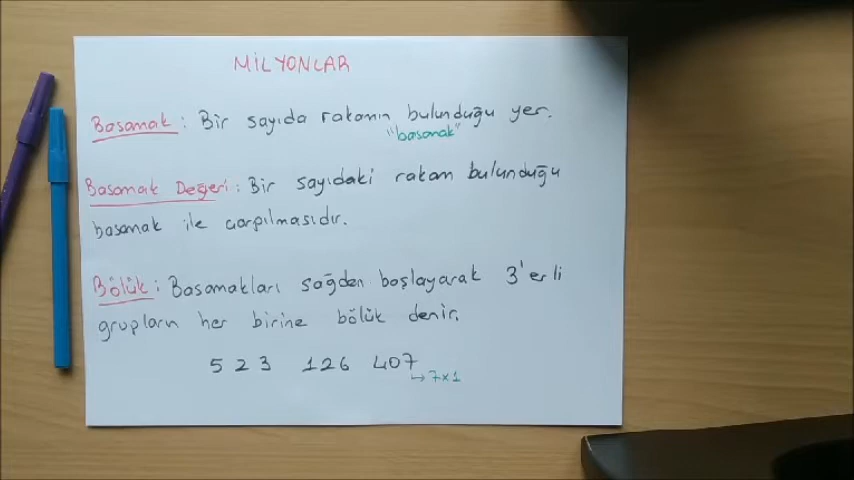 MİLYONLAR
Basamak : Bir sayıda rakamın bulunduğu yer.
"basamak"
Basamak Değeri : Bir sayıdaki rakam bulunduğu
basamak ile çarpılmasıdır.
Bölük : Basamakları sağden başlayarak 3'erli
grupların her birine bölük denir.
523 126 407
↳ 7x1